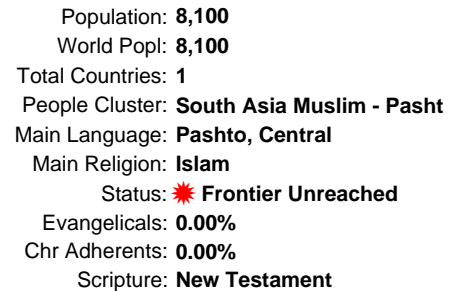 Population: 8,100
World Popl: 8,100
Total Countries: 1
People Cluster: South Asia Muslim - Pasht
Main Language: Pashto, Central
Main Religion: Islam
Status: Frontier Unreached
Evangelicals: 0.00%
Chr Adherents: 0.00%
Scripture: New Testament